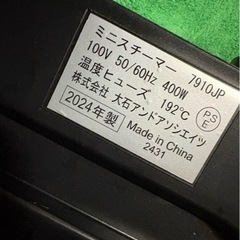 ミニスチーマー 7910JP
100V 50/60Hz 400W
温度ヒューズ 192℃
株式会社 大石アンドアソシエイツ
2024年製 Made in China
2431
PS
E